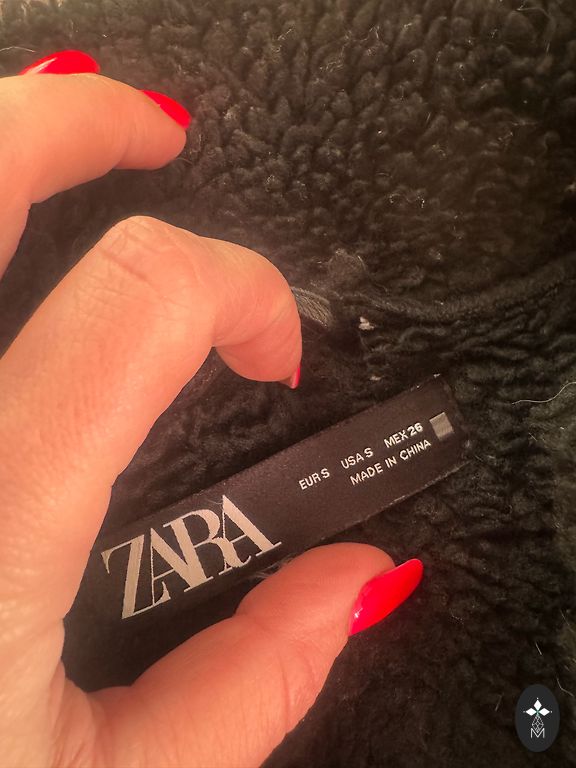 EUR S USA S MEX 26
MADE IN CHINA
ZARA
M